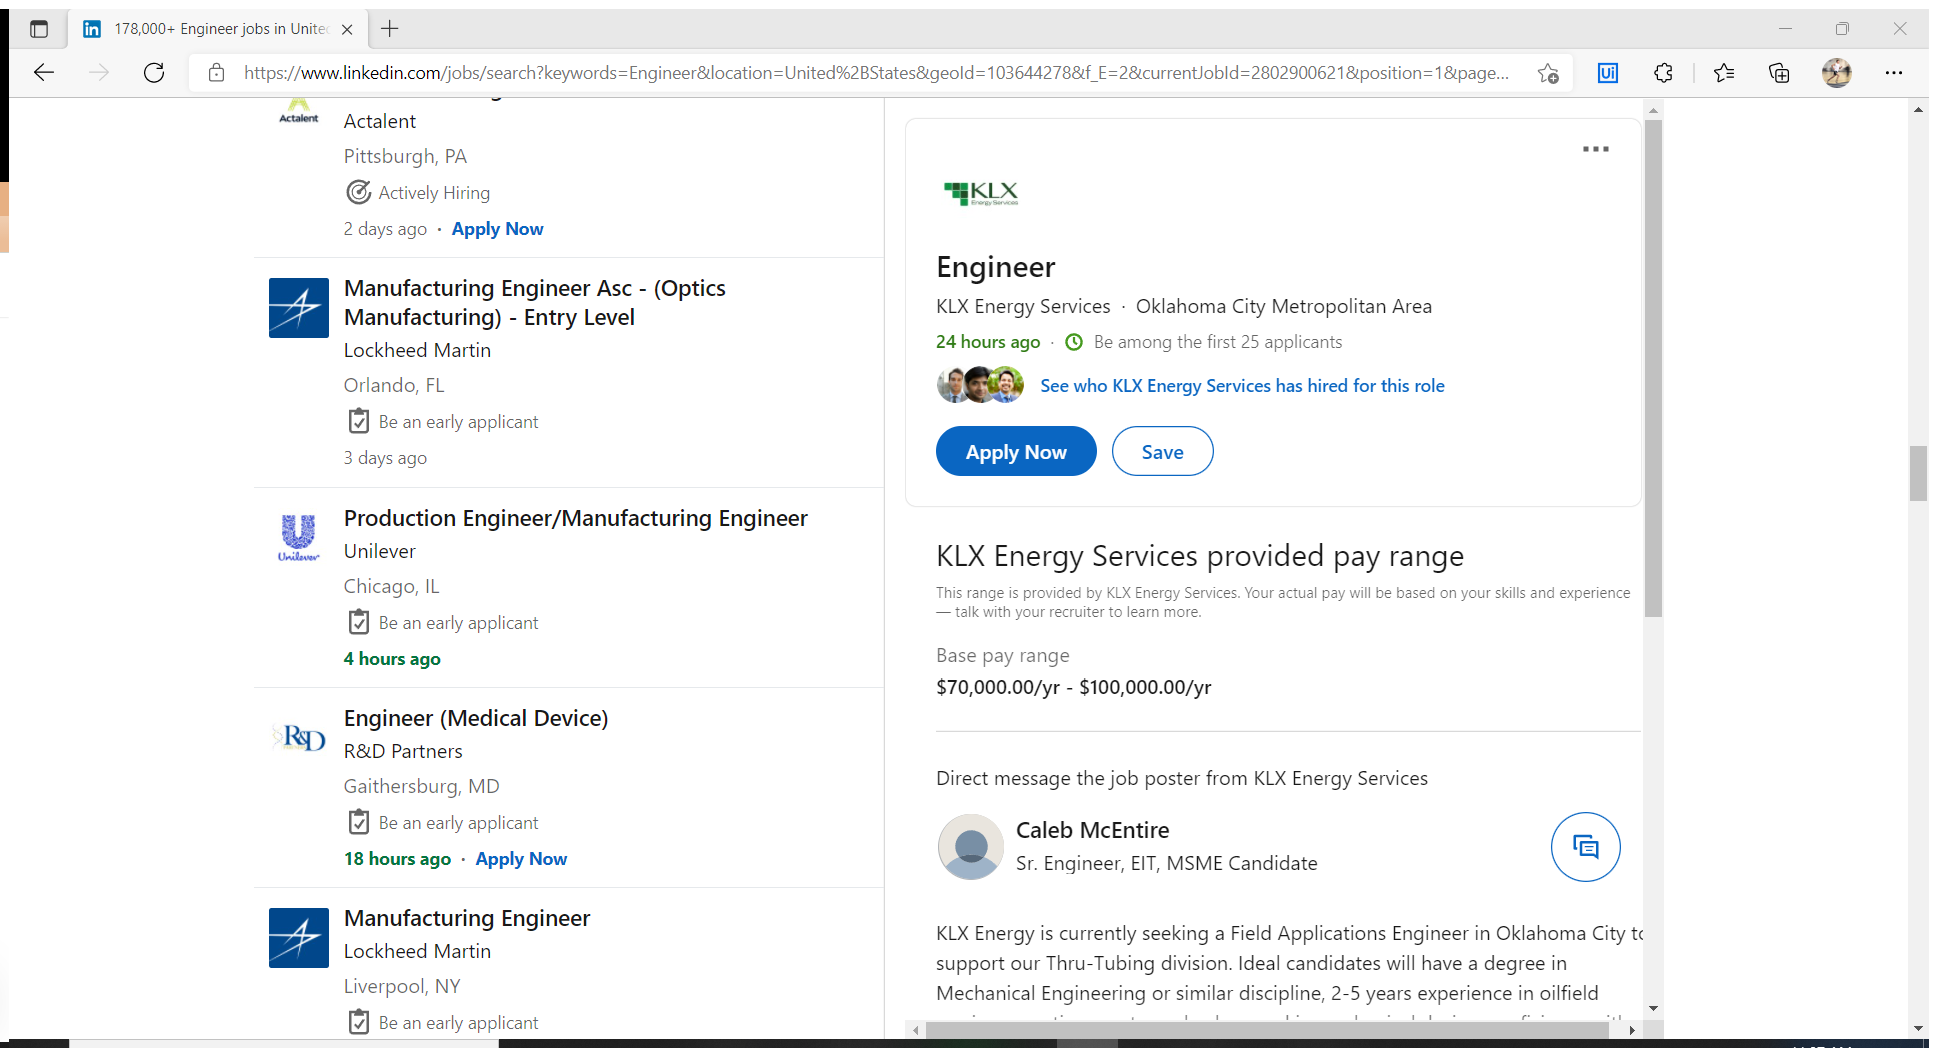 178,000+ Engineer jobs in Unite
https://www.linkedin.com/jobs/search?keywords=Engineer&location=United%2BStates&geoId=103644278&f_E=2&currentJobId=2802900621&position=1&page...
Actalent
Actalent
Pittsburgh, PA
Actively Hiring
2 days ago · Apply Now
Manufacturing Engineer Asc - (Optics
Manufacturing) - Entry Level
Lockheed Martin
Orlando, FL
Be an early applicant
3 days ago
Production Engineer/Manufacturing Engineer
Unilever
Unilever
Chicago, IL
Be an early applicant
4 hours ago
Engineer (Medical Device)
R&D
R&D Partners
Gaithersburg, MD
Be an early applicant
18 hours ago · Apply Now
Manufacturing Engineer
Lockheed Martin
Liverpool, NY
Be an early applicant
KLX
Energy Services
Engineer
KLX Energy Services · Oklahoma City Metropolitan Area
24 hours ago · Be among the first 25 applicants
See who KLX Energy Services has hired for this role
Apply Now
Save
KLX Energy Services provided pay range
This range is provided by KLX Energy Services. Your actual pay will be based on your skills and experience
— talk with your recruiter to learn more.
Base pay range
$70,000.00/yr - $100,000.00/yr
Direct message the job poster from KLX Energy Services
Caleb McEntire
Sr. Engineer, EIT, MSME Candidate
KLX Energy is currently seeking a Field Applications Engineer in Oklahoma City to
support our Thru-Tubing division. Ideal candidates will have a degree in
Mechanical Engineering or similar discipline, 2-5 years experience in oilfield